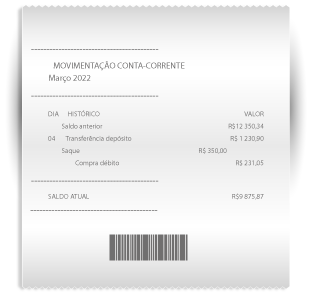 MOVIMENTAÇÃO CONTA-CORRENTE
Março 2022
DIA HISTÓRICO VALOR
Saldo anterior R$12 350,34
04 Transferência depósito R$ 1 230,90
Saque R$ 350,00
Compra débito R$ 231,05
SALDO ATUAL R$9 875,87